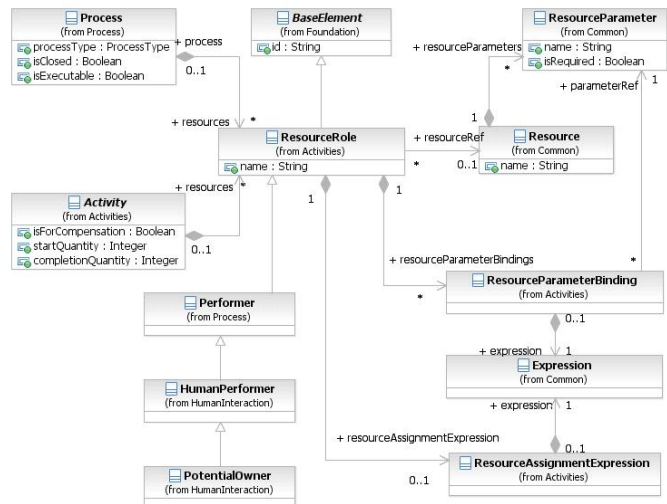 Process
(from Process)
processType : ProcessType
isClosed : Boolean
isExecutable : Boolean
+ process
0..1
BaseElement
(from Foundation)
id : String
+ resourceParameters
*
ResourceParameter
(from Common)
name : String
isRequired : Boolean
+ parameterRef
1
+ resources
*
ResourceRole
(from Activities)
name : String
+ resourceRef
*
0..1
1
Resource
(from Common)
name : String
+ resources
*
Activity
(from Activities)
isForCompensation : Boolean
startQuantity : Integer
completionQuantity : Integer
0..1
1
1
+ resourceParameterBindings
*
*
ResourceParameterBinding
(from Activities)
0..1
Performer
(from Process)
+ expression
1
Expression
(from Common)
HumanPerformer
(from HumanInteraction)
+ expression
1
+ resourceAssignmentExpression
0..1
0..1
ResourceAssignmentExpression
(from Activities)
PotentialOwner
(from HumanInteraction)